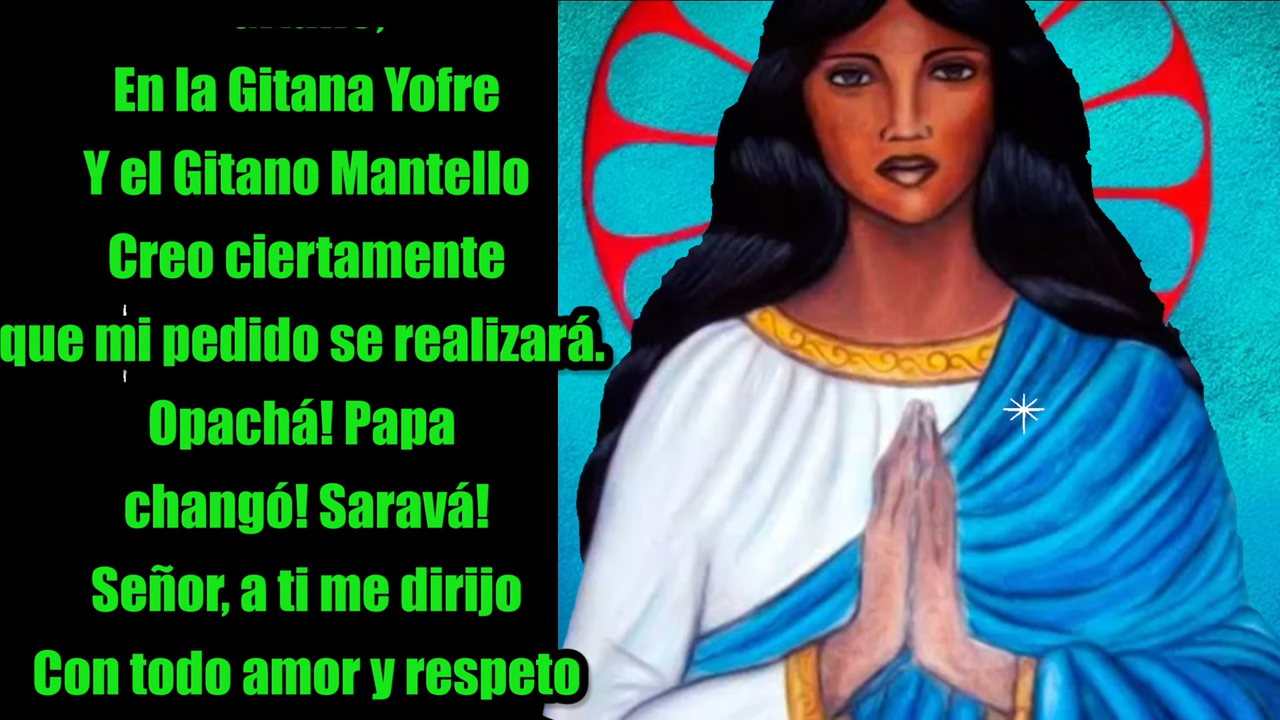 En la Gitana Yofre
Y el Gitano Mantello
Creo ciertamente
que mi pedido se realizará.
Opachá! Papa
changó! Saravá!
Señor, a ti me dirijo
Con todo amor y respeto